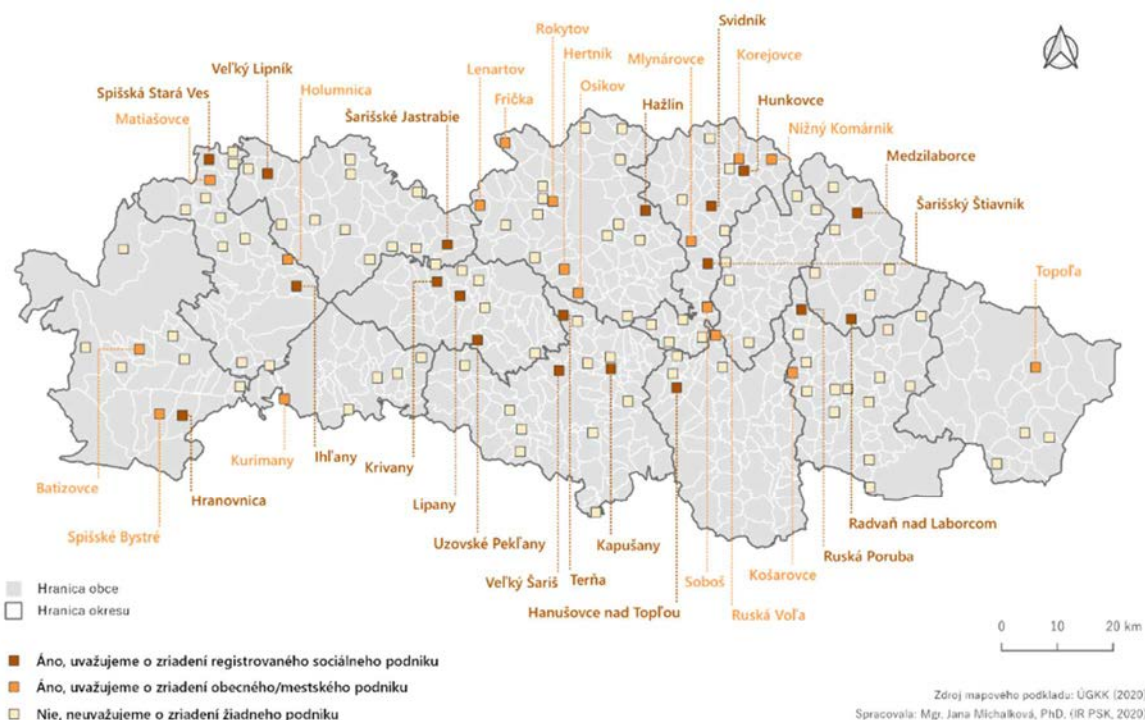 Svidník
Rokytov
Hertník
Mlynárovce
Korejovce
Veľký Lipník
Lenartov
Osikov
Spišská Stará Ves
Holumnica
Frička
Hažlín
Hunkovce
Matiašovce
Šarišské Jastrabie
Nižný Komárnik
Medzilaborce
Šarišský Štiavnik
Topoľa
Kurimany
Ihľany
Krivany
Batizovce
Hranovnica
Lipany
Spišské Bystré
Uzovské Pekľany
Kapušany
Radvaň nad Laborcom
Veľký Šariš
Terňa
Soboš
Košarovce
Ruská Poruba
Hanušovce nad Topľou
Ruská Voľa
Hranica obce
Hranica okresu
0 10 20 km
Áno, uvažujeme o zriadení registrovaného sociálneho podniku
Áno, uvažujeme o zriadení obecného/mestského podniku
Nie, neuvažujeme o zriadení žiadneho podniku
Zdroj mapového podkladu: ÚGKK (2020)
Spracovala: Mgr. Jana Michalková, PhD. (IR PSK, 2020)